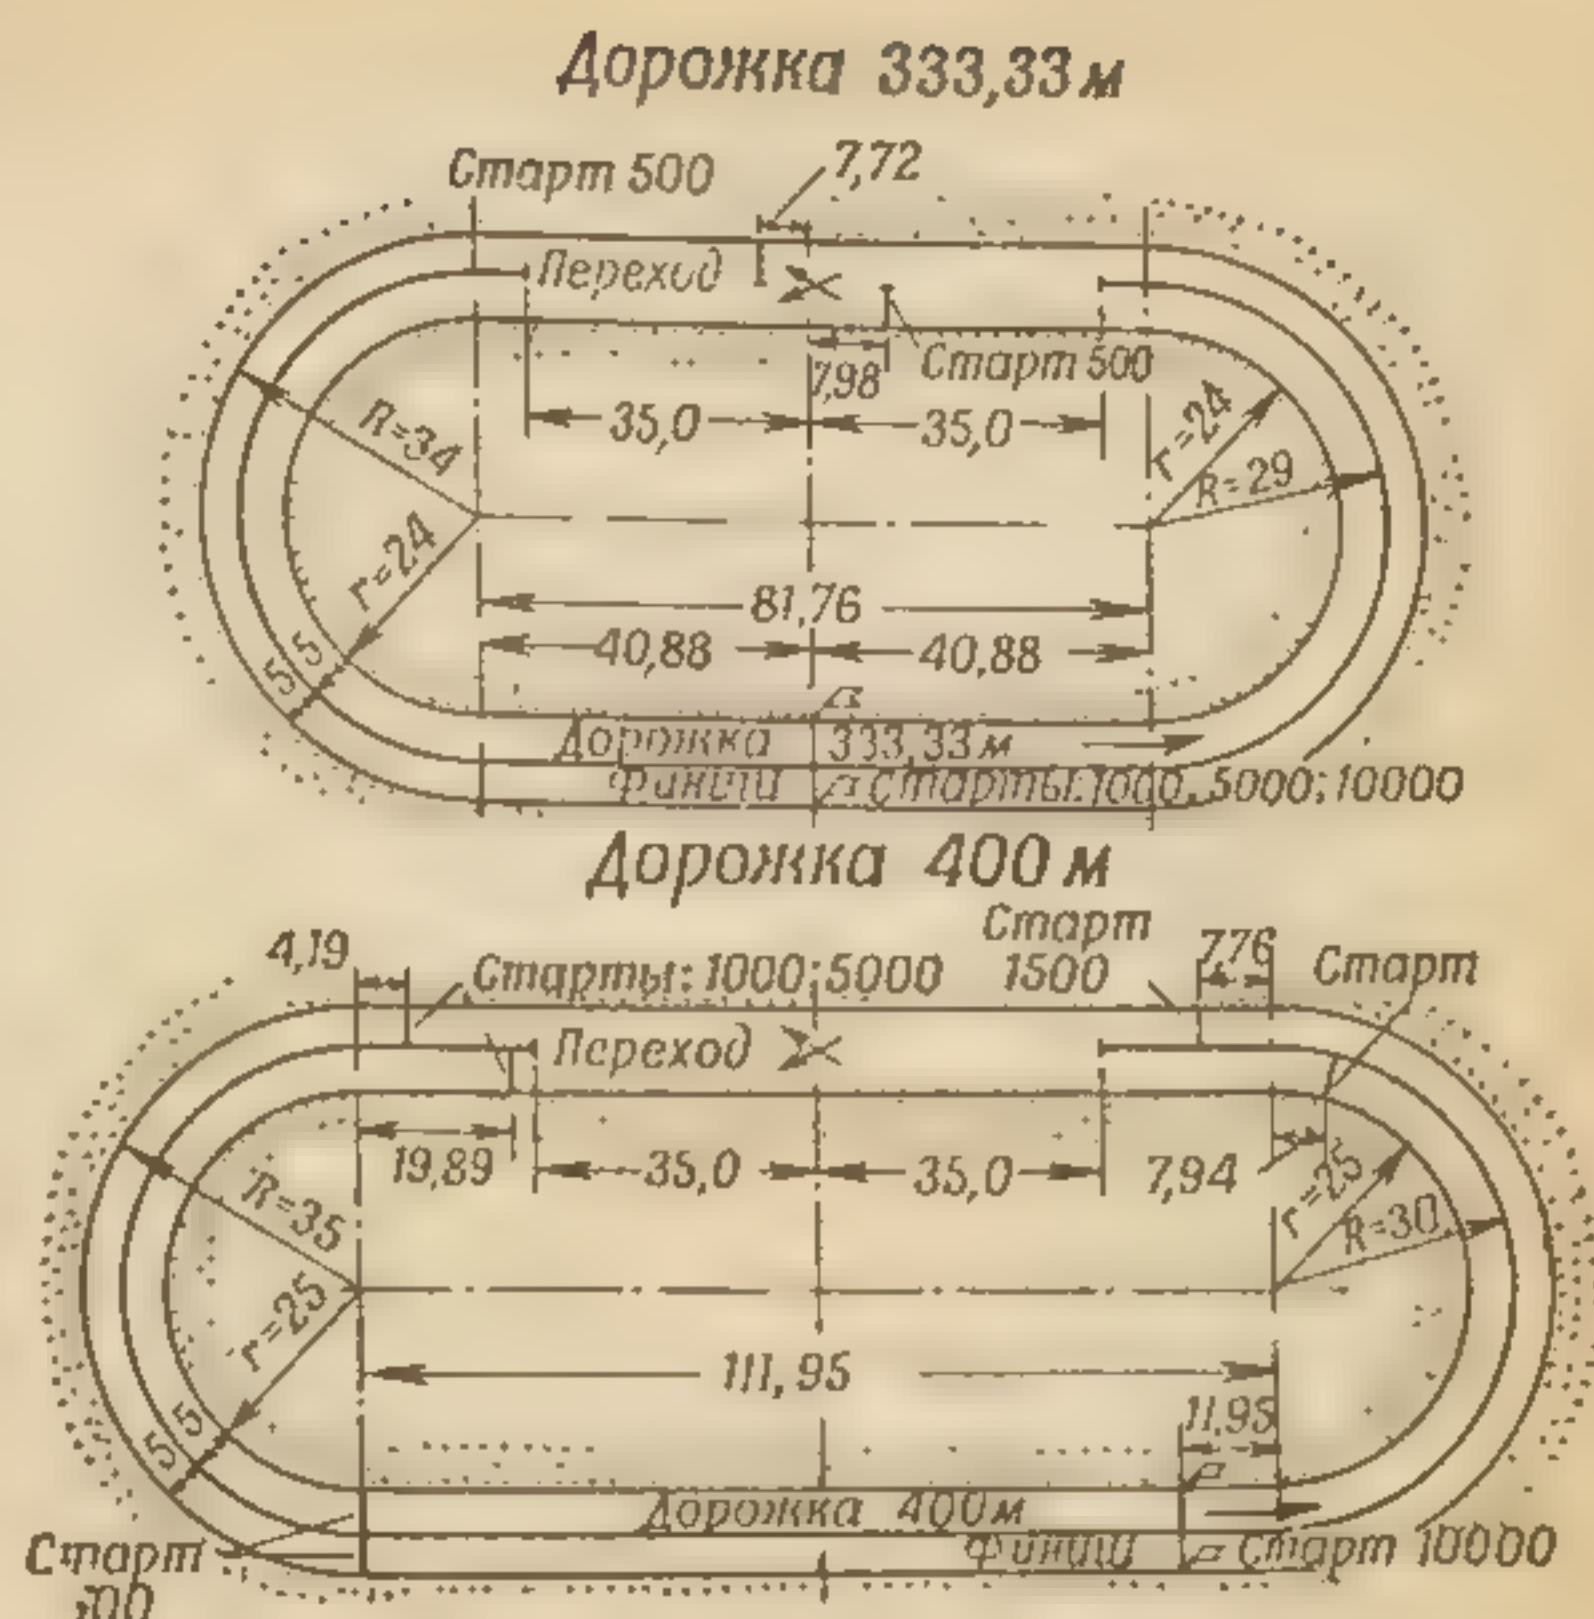 Дорожка 333,33 м
Старт 500
7,72
Переход
7,98
Старт 500
35,0
35,0
R=34
r=24
r=24
R=29
81,76
40,88
40,88
5
5
Дорожка 333,33 м
Финиш Старты: 1000, 5000; 10000
Дорожка 400 м
4,19
Старты: 1000; 5000
Старт
1500
7,76
Старт
Переход
19,89
35,0
35,0
7,94
R=35
r=25
r=25
R=30
111,95
11,95
5
5
Дорожка 400 м
Финиш Старт 10000
Старт